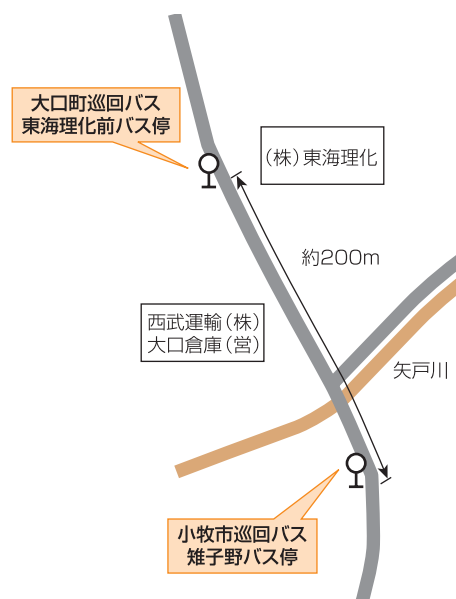 大口町巡回バス
東海理化前バス停
(株)東海理化
約200m
西武運輸(株)
大口倉庫(営)
矢戸川
小牧市巡回バス
雉子野バス停